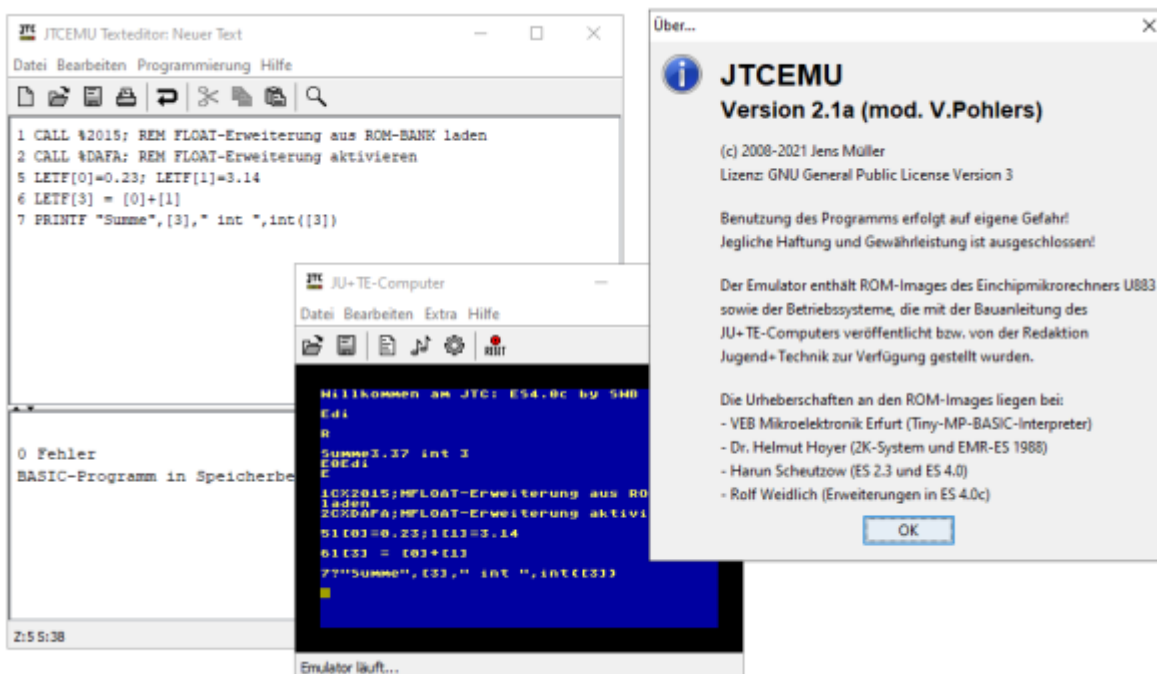 JTCEMU Texteditor: Neuer Text
Datei Bearbeiten Programmierung Hilfe
1 CALL %2015; REM FLOAT-Erweiterung aus ROM-BANK laden
2 CALL %DAFA; REM FLOAT-Erweiterung aktivieren
5 LETF[0]=0.23; LETF[1]=3.14
6 LETF[3] = [0]+[1]
7 PRINTF "Summe",[3]," int ",int([3])
0 Fehler
BASIC-Programm in Speicherbe
Z:5 S:38
JU+TE-Computer
Datei Bearbeiten Extra Hilfe
RESET
Willkommen am JTC: ES4.0c by SWB
Edi
R
Summe3.37 int 3
E0Edi
E
1C%2015;MFLOAT-Erweiterung aus RO
laden
2C%DAFA;MFLOAT-Erweiterung aktivi
5l[0]=0.23;l[1]=3.14
6l[3] = [0]+[1]
7?"Summe",[3]," int ",int([3])
Emulator läuft...
Über...
JTCEMU
Version 2.1a (mod. V.Pohlers)
(c) 2008-2021 Jens Müller
Lizenz: GNU General Public License Version 3
Benutzung des Programms erfolgt auf eigene Gefahr!
Jegliche Haftung und Gewährleistung ist ausgeschlossen!
Der Emulator enthält ROM-Images des Einchipmikrorechners U883
sowie der Betriebssysteme, die mit der Bauanleitung des
JU+TE-Computers veröffentlicht bzw. von der Redaktion
Jugend+Technik zur Verfügung gestellt wurden.
Die Urheberschaften an den ROM-Images liegen bei:
- VEB Mikroelektronik Erfurt (Tiny-MP-BASIC-Interpreter)
- Dr. Helmut Hoyer (2K-System und EMR-ES 1988)
- Harun Scheutzow (ES 2.3 und ES 4.0)
- Rolf Weidlich (Erweiterungen in ES 4.0c)
OK